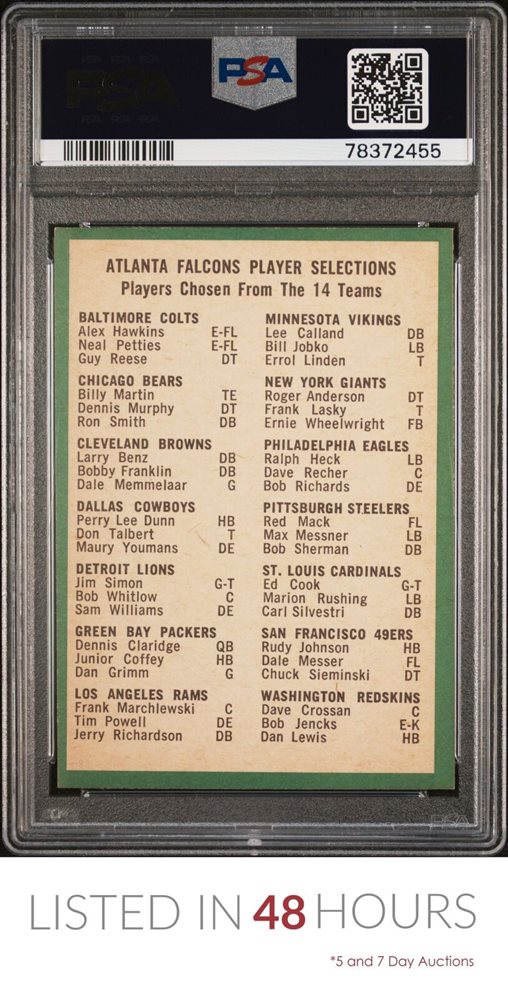 PSA
78372455
ATLANTA FALCONS PLAYER SELECTIONS
Players Chosen From The 14 Teams
BALTIMORE COLTS
Alex Hawkins E-FL
Neal Petties E-FL
Guy Reese DT
CHICAGO BEARS
Billy Martin TE
Dennis Murphy DT
Ron Smith DB
CLEVELAND BROWNS
Larry Benz DB
Bobby Franklin DB
Dale Memmelaar G
DALLAS COWBOYS
Perry Lee Dunn HB
Don Talbert T
Maury Youmans DE
DETROIT LIONS
Jim Simon G-T
Bob Whitlow C
Sam Williams DE
GREEN BAY PACKERS
Dennis Claridge QB
Junior Coffey HB
Dan Grimm G
LOS ANGELES RAMS
Frank Marchlewski C
Tim Powell DE
Jerry Richardson DB
MINNESOTA VIKINGS
Lee Calland DB
Bill Jobko LB
Errol Linden T
NEW YORK GIANTS
Roger Anderson DT
Frank Lasky T
Ernie Wheelwright FB
PHILADELPHIA EAGLES
Ralph Heck LB
Dave Recher C
Bob Richards DE
PITTSBURGH STEELERS
Red Mack FL
Max Messner LB
Bob Sherman DB
ST. LOUIS CARDINALS
Ed Cook G-T
Marion Rushing LB
Carl Silvestri DB
SAN FRANCISCO 49ERS
Rudy Johnson HB
Dale Messer FL
Chuck Sieminski DT
WASHINGTON REDSKINS
Dave Crossan C
Bob Jencks E-K
Dan Lewis HB
PSA
LISTED IN 48 HOURS
*5 and 7 Day Auctions